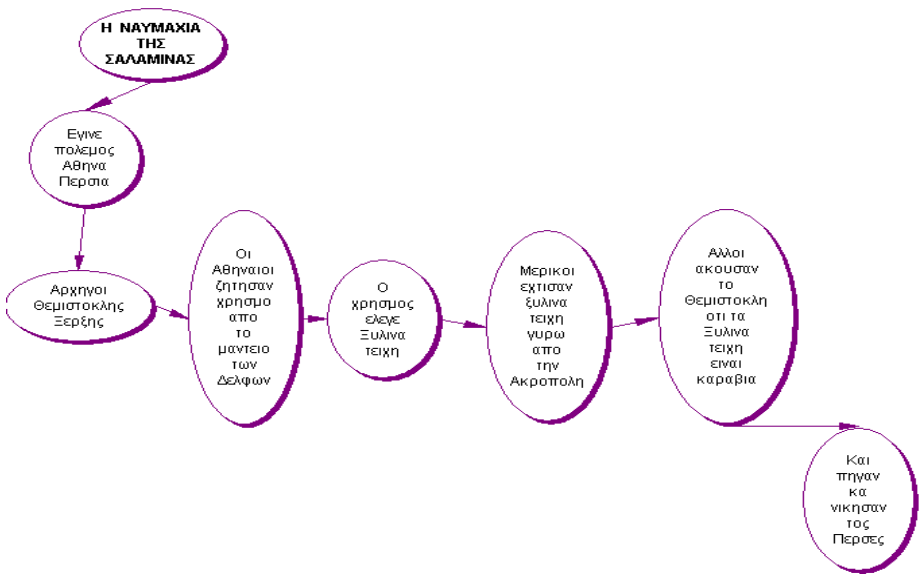 Η ΝΑΥΜΑΧΙΑ
ΤΗΣ
ΣΑΛΑΜΙΝΑΣ
Εγινε
πολεμος
Αθηνα
Περσια
Αρχηγοι
Θεμιστοκλης
Ξερξης
Οι
Αθηναιοι
ζητησαν
χρησμο
απο
το
μαντειο
των
Δελφων
Ο
χρησμος
ελεγε
Ξυλινα
τειχη
Μερικοι
εχτισαν
ξυλινα
τειχη
γυρω
απο
την
Ακροπολη
Αλλοι
ακουσαν
το
Θεμιστοκλη
οτι τα
Ξυλινα
τειχη
ειναι
καραβια
Και
πηγαν
κα
νικησαν
τος
Περσες